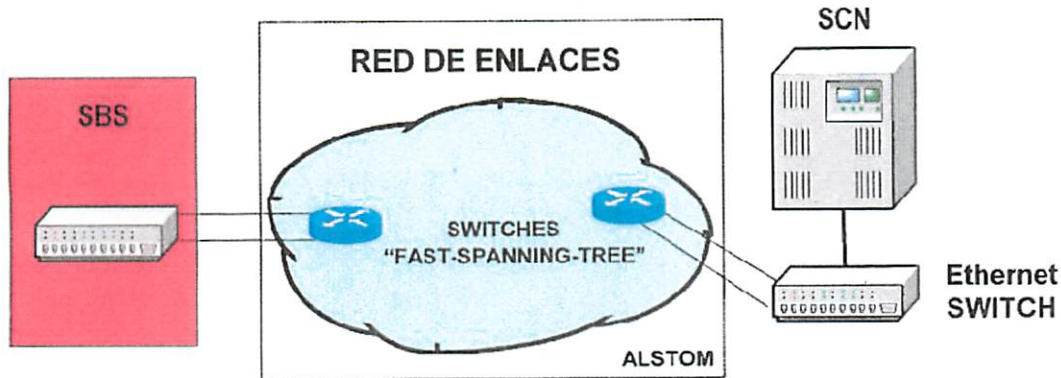 SCN
RED DE ENLACES
SBS
SWITCHES
“FAST-SPANNING-TREE”
Ethernet
SWITCH
ALSTOM